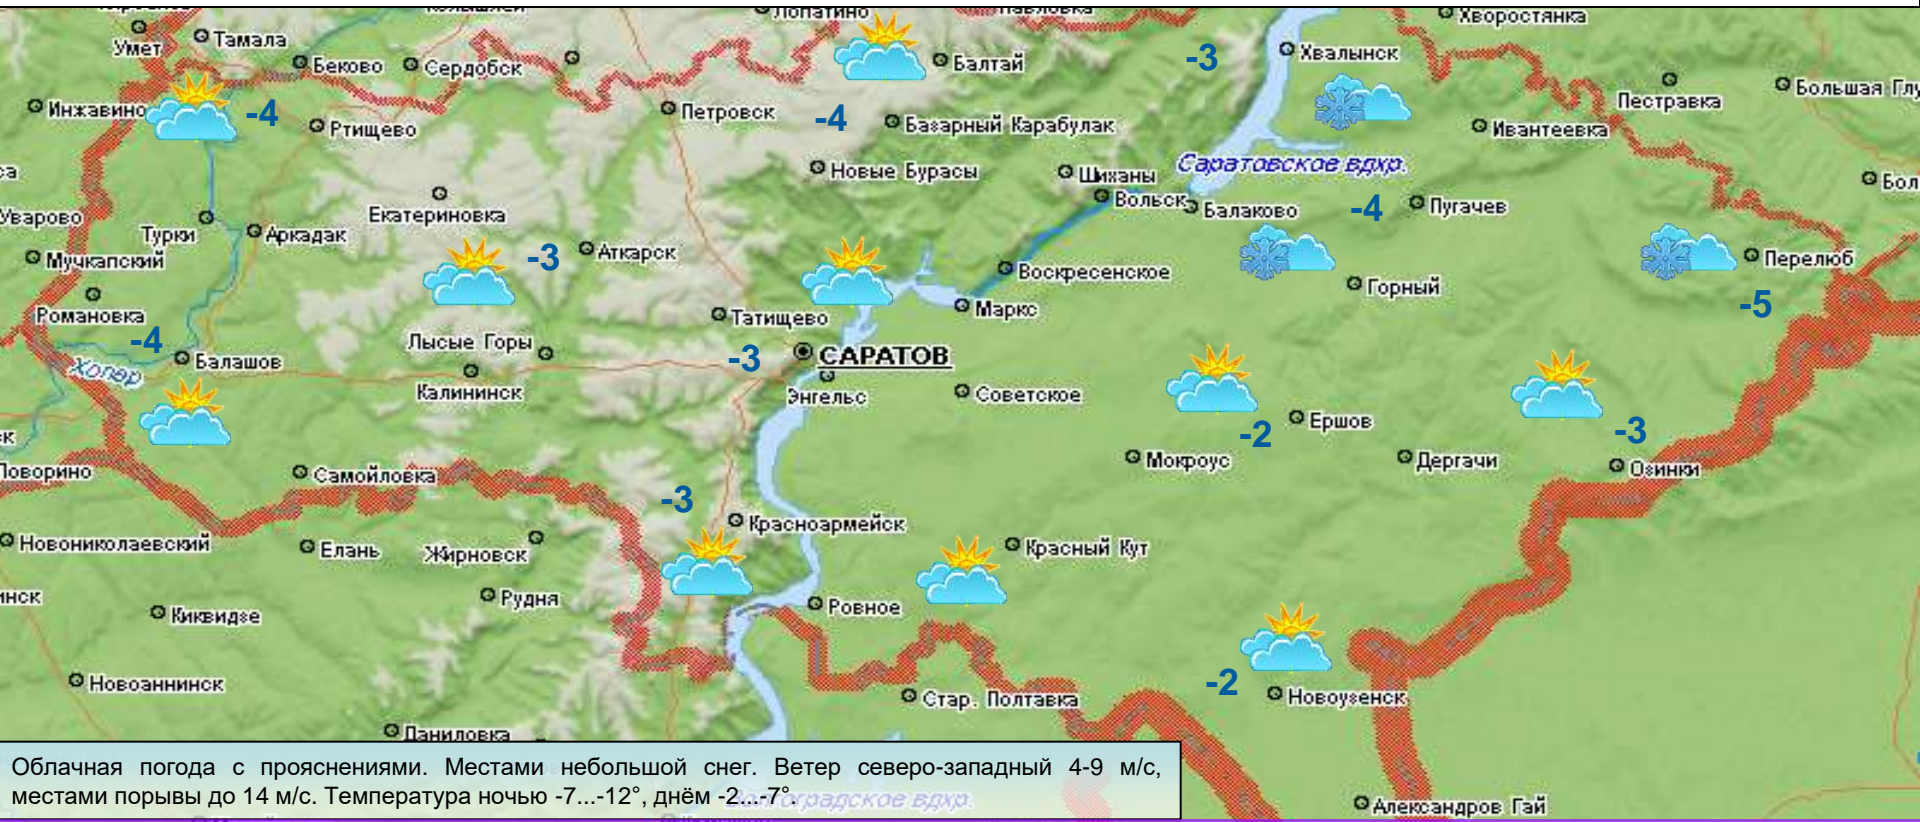 Лопатино
Павловка
Хворостянка
Умет
Тамала
Беково
Сердобск
Балтай
-3
Хвалынск
Пестравка
Большая Глу
Инжавино
-4
Ртищево
Петровск
-4
Базарный Карабулак
Ивантеевка
Новые Бурасы
Шиханы
Саратовское вдхр.
Бол
Уварово
Екатериновка
Вольск
Балаково
-4
Пугачев
Турки
Аркадак
Аткарск
-3
Мучкапский
Воскресенское
Горный
Перелюб
-5
Романовка
Татищево
Маркс
-4
Балашов
Лысые Горы
-3
САРАТОВ
Хопер
Калининск
Энгельс
Советское
-2
Ершов
-3
Поворино
Самойловка
Мокроус
Дергачи
Озинки
-3
Красноармейск
Новониколаевский
Елань
Жирновск
Красный Кут
Рудня
Ровное
Киквидзе
Новоаннинск
-2
Новоузенск
Стар. Полтавка
Даниловка
Облачная погода с прояснениями. Местами небольшой снег. Ветер северо-западный 4-9 м/с,
местами порывы до 14 м/с. Температура ночью -7...-12°, днём -2...-7°.
Волгоградское вдхр.
Александров Гай